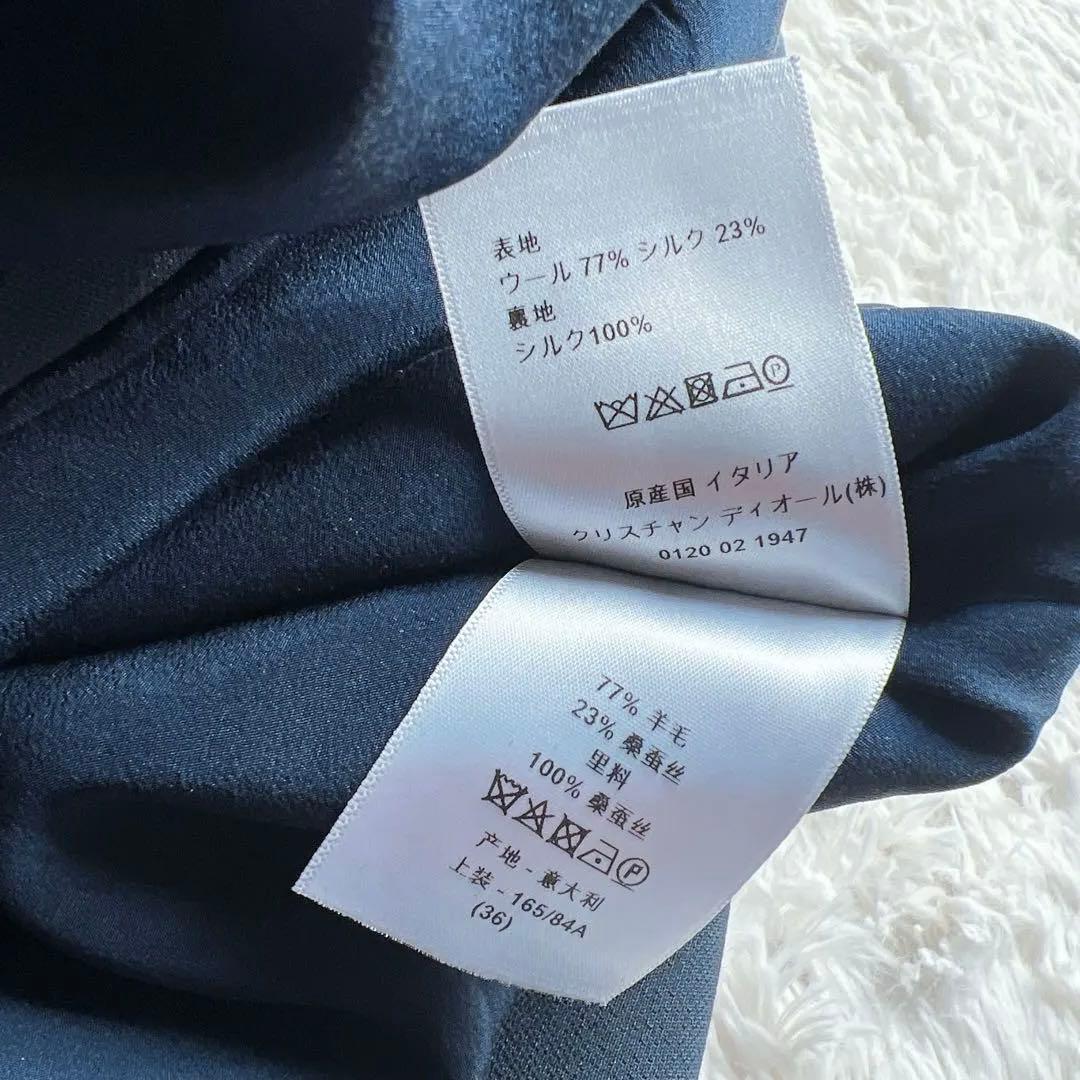 表地
ウール 77% シルク 23%
裏地
シルク100%
P
原産国 イタリア
クリスチャン ディオール(株)
0120 02 1947
77% 羊毛
23% 桑蚕丝
里料
100% 桑蚕丝
P
产地 - 意大利
上装 - 165/84A
(36)